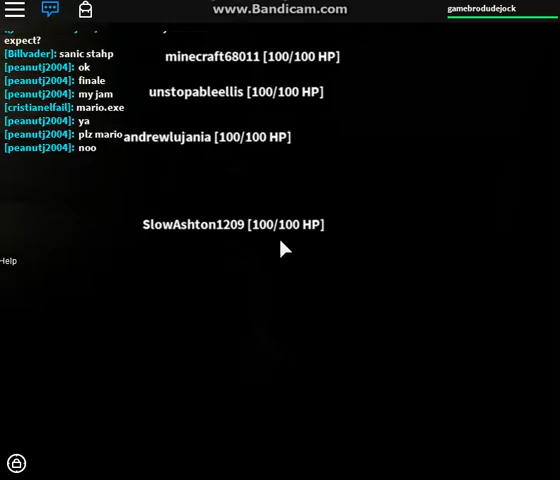 www.Bandicam.com
gamebrodudejock
expect?
[Billvader]: sanic stahp
[peanutj2004]: ok
[peanutj2004]: finale
[peanutj2004]: my jam
[cristianelfail]: mario.exe
[peanutj2004]: ya
[peanutj2004]: plz mario
[peanutj2004]: noo
minecraft68011 [100/100 HP]
unstopableellis [100/100 HP]
andrewlujania [100/100 HP]
SlowAshton1209 [100/100 HP]
Help